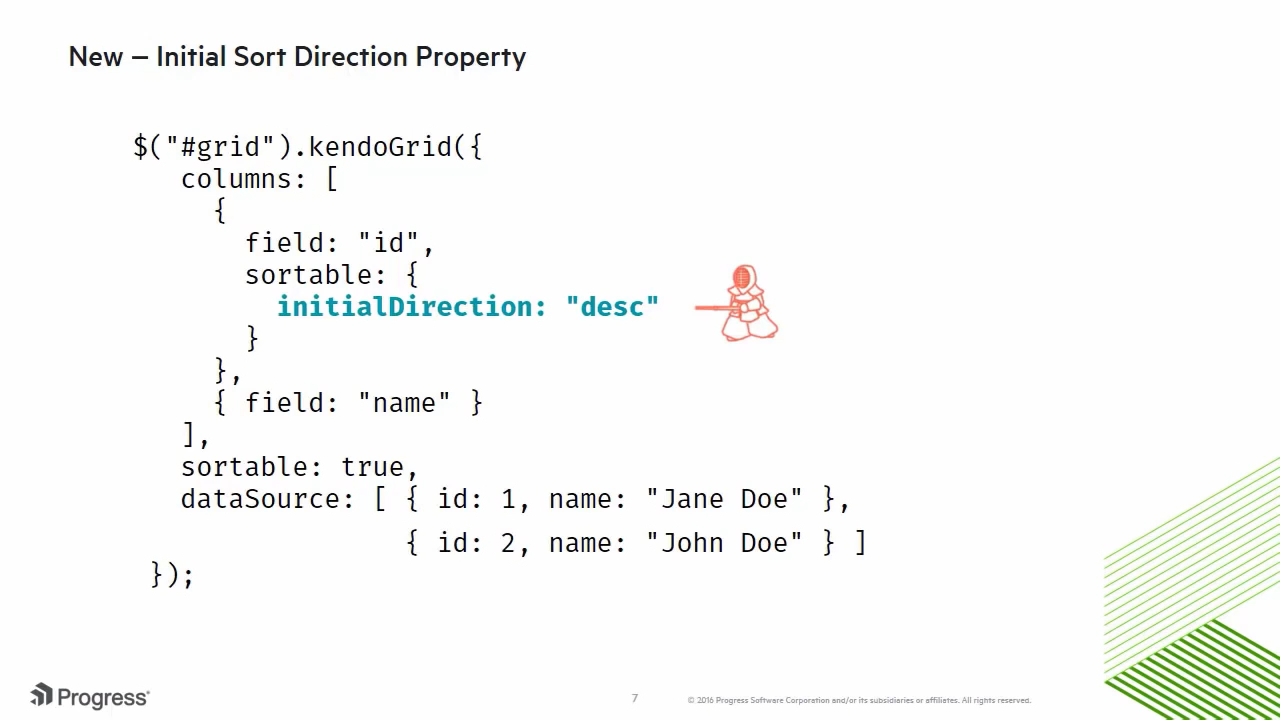 New – Initial Sort Direction Property
$("#grid").kendoGrid({
columns: [
{
field: "id",
sortable: {
initialDirection: "desc"
}
},
{ field: "name" }
],
sortable: true,
dataSource: [ { id: 1, name: "Jane Doe" },
{ id: 2, name: "John Doe" } ]
});
Progress®
7
© 2016 Progress Software Corporation and/or its subsidiaries or affiliates. All rights reserved.